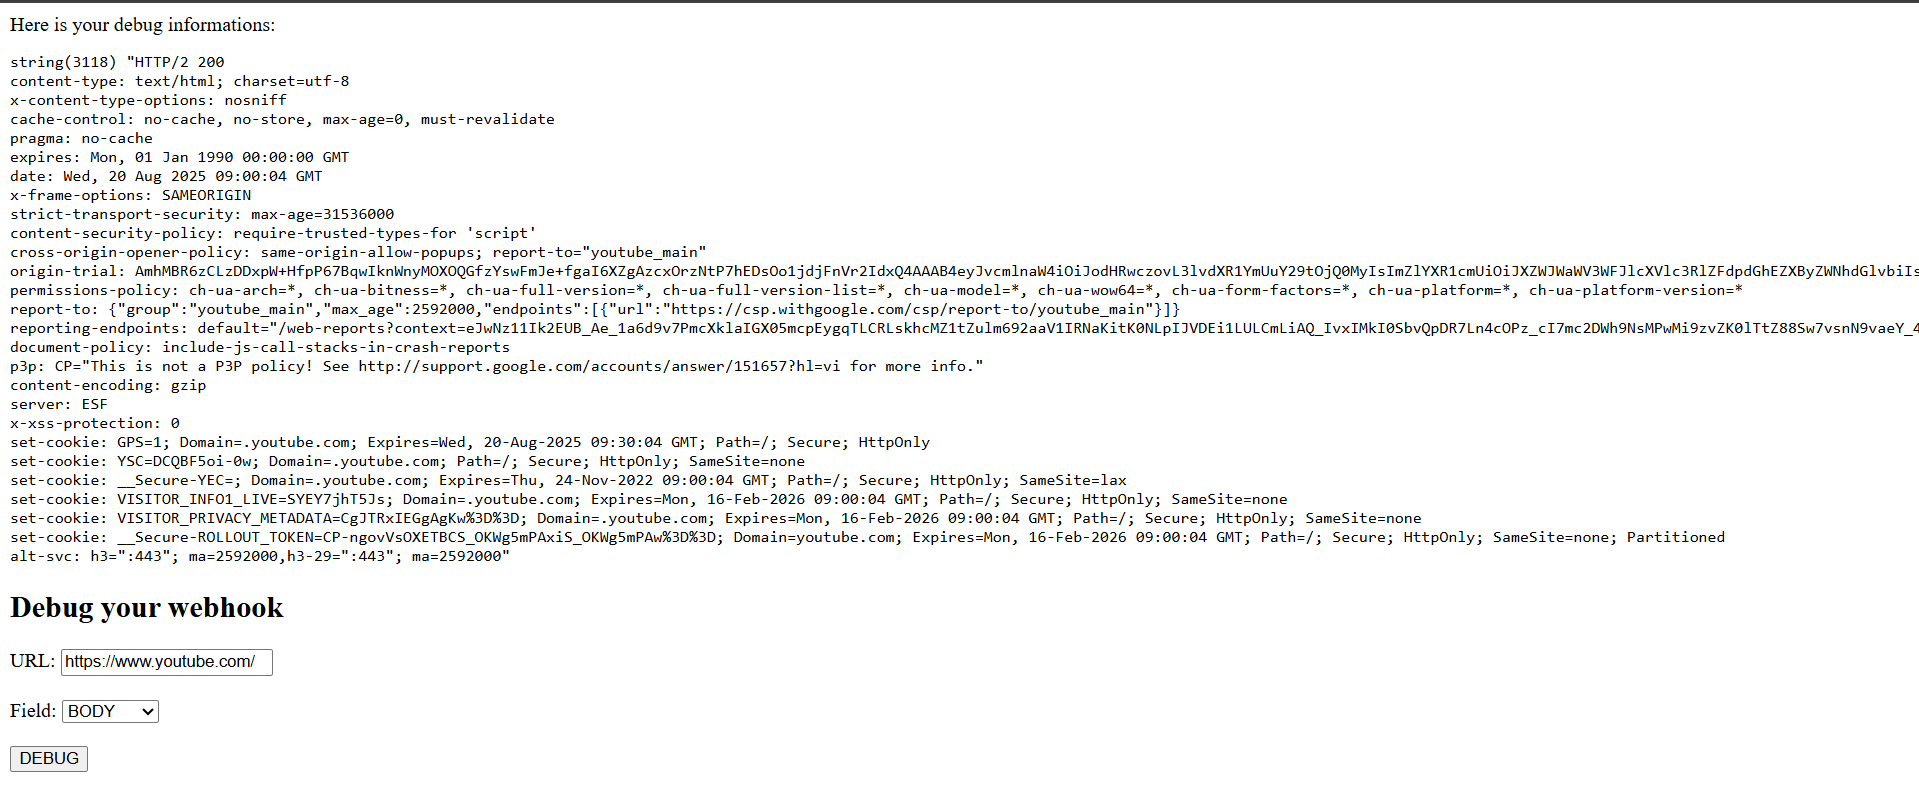 Here is your debug informations:
string(3118) "HTTP/2 200
content-type: text/html; charset=utf-8
x-content-type-options: nosniff
cache-control: no-cache, no-store, max-age=0, must-revalidate
pragma: no-cache
expires: Mon, 01 Jan 1990 00:00:00 GMT
date: Wed, 20 Aug 2025 09:00:04 GMT
x-frame-options: SAMEORIGIN
strict-transport-security: max-age=31536000
content-security-policy: require-trusted-types-for 'script'
cross-origin-opener-policy: same-origin-allow-popups; report-to="youtube_main"
origin-trial: AmhMBR6zCLzDDxpW+HfpP67BqwIknWnyMOXOQGfzYswFmJe+fgaI6XZgAzcxOrzNtP7hEDsOo1jdjFnVr2IdxQ4AAAB4eyJvcmlnaW4iOiJodHRwczovL3lvdXR1YmUuY29tOjQ0MyIsImZlYXR1cmUiOiJXZWJWaWV3WFJlcXVlc3RlZFdpdGhEZXByZWNhdGlvbiIs
permissions-policy: ch-ua-arch=*, ch-ua-bitness=*, ch-ua-full-version=*, ch-ua-full-version-list=*, ch-ua-model=*, ch-ua-wow64=*, ch-ua-form-factors=*, ch-ua-platform=*, ch-ua-platform-version=*
report-to: {"group":"youtube_main","max_age":2592000,"endpoints":[{"url":"https://csp.withgoogle.com/csp/report-to/youtube_main"}]}
reporting-endpoints: default="/web-reports?context=eJwNz11Ik2EUB_Ae_1a6d9v7PmcXklaIGX05mcpEygqTLCRLskhcMZ1tZulm692aaV1IRNaKitK0NLpIJVDEi1LULCmLiAQ_IvxIMkI0SbvQpDR7Ln4cOPz_cI7mc2DWh9NsMPwMi9zvZK0lTtZ88Sw7vsnN9vaeY_4
document-policy: include-js-call-stacks-in-crash-reports
p3p: CP="This is not a P3P policy! See http://support.google.com/accounts/answer/151657?hl=vi for more info."
content-encoding: gzip
server: ESF
x-xss-protection: 0
set-cookie: GPS=1; Domain=.youtube.com; Expires=Wed, 20-Aug-2025 09:30:04 GMT; Path=/; Secure; HttpOnly
set-cookie: YSC=DCQBF5oi-0w; Domain=.youtube.com; Path=/; Secure; HttpOnly; SameSite=none
set-cookie: __Secure-YEC=; Domain=.youtube.com; Expires=Thu, 24-Nov-2022 09:00:04 GMT; Path=/; Secure; HttpOnly; SameSite=lax
set-cookie: VISITOR_INFO1_LIVE=SYEY7jhT5Js; Domain=.youtube.com; Expires=Mon, 16-Feb-2026 09:00:04 GMT; Path=/; Secure; HttpOnly; SameSite=none
set-cookie: VISITOR_PRIVACY_METADATA=CgJTRxIEGgAgKw%3D%3D; Domain=.youtube.com; Expires=Mon, 16-Feb-2026 09:00:04 GMT; Path=/; Secure; HttpOnly; SameSite=none
set-cookie: __Secure-ROLLOUT_TOKEN=CP-ngovVsOXETBCS_OKWg5mPAxiS_OKWg5mPAw%3D%3D; Domain=youtube.com; Expires=Mon, 16-Feb-2026 09:00:04 GMT; Path=/; Secure; HttpOnly; SameSite=none; Partitioned
alt-svc: h3=":443"; ma=2592000,h3-29=":443"; ma=2592000"
Debug your webhook
URL: https://www.youtube.com/
Field: BODY
DEBUG